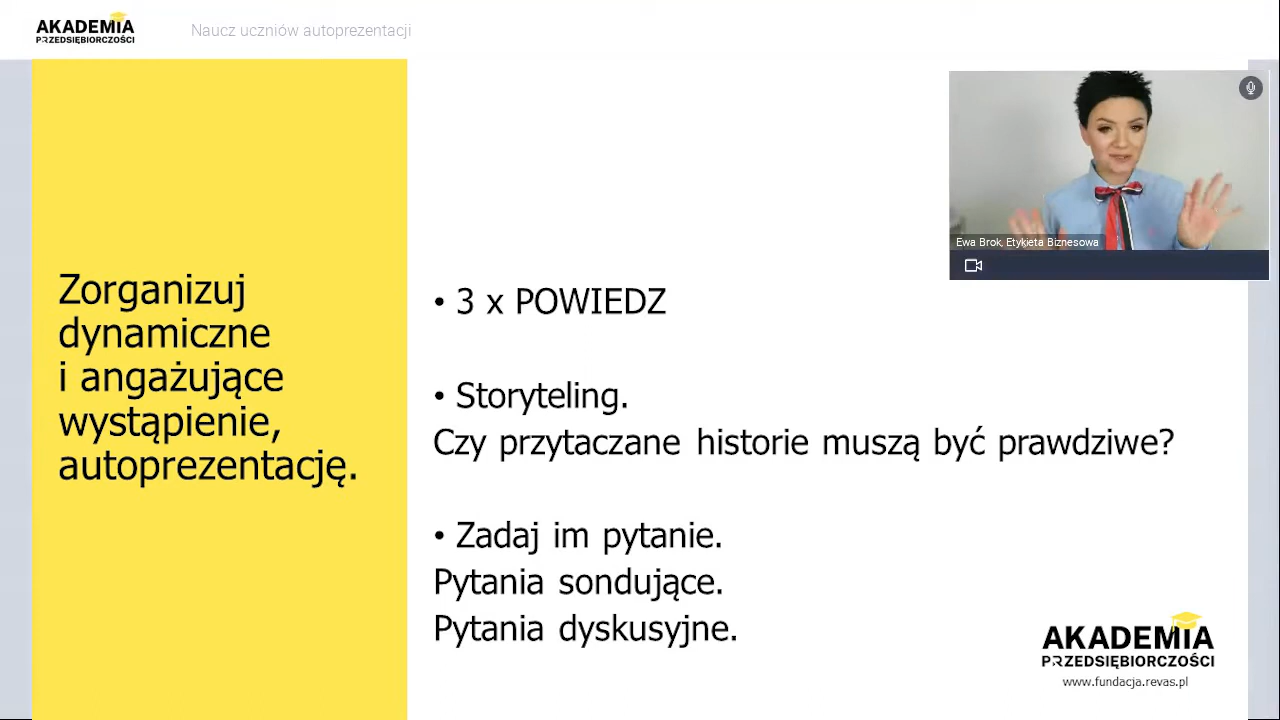 AKADEMIA
PRZEDSIĘBIORCZOŚCI
Naucz uczniów autoprezentacji
Ewa Brok, Etykieta Biznesowa
Zorganizuj
dynamiczne
i angażujące
wystąpienie,
autoprezentację.
• 3 x POWIEDZ
• Storyteling.
Czy przytaczane historie muszą być prawdziwe?
• Zadaj im pytanie.
Pytania sondujące.
Pytania dyskusyjne.
AKADEMIA
PRZEDSIĘBIORCZOŚCI
www.fundacja.revas.pl